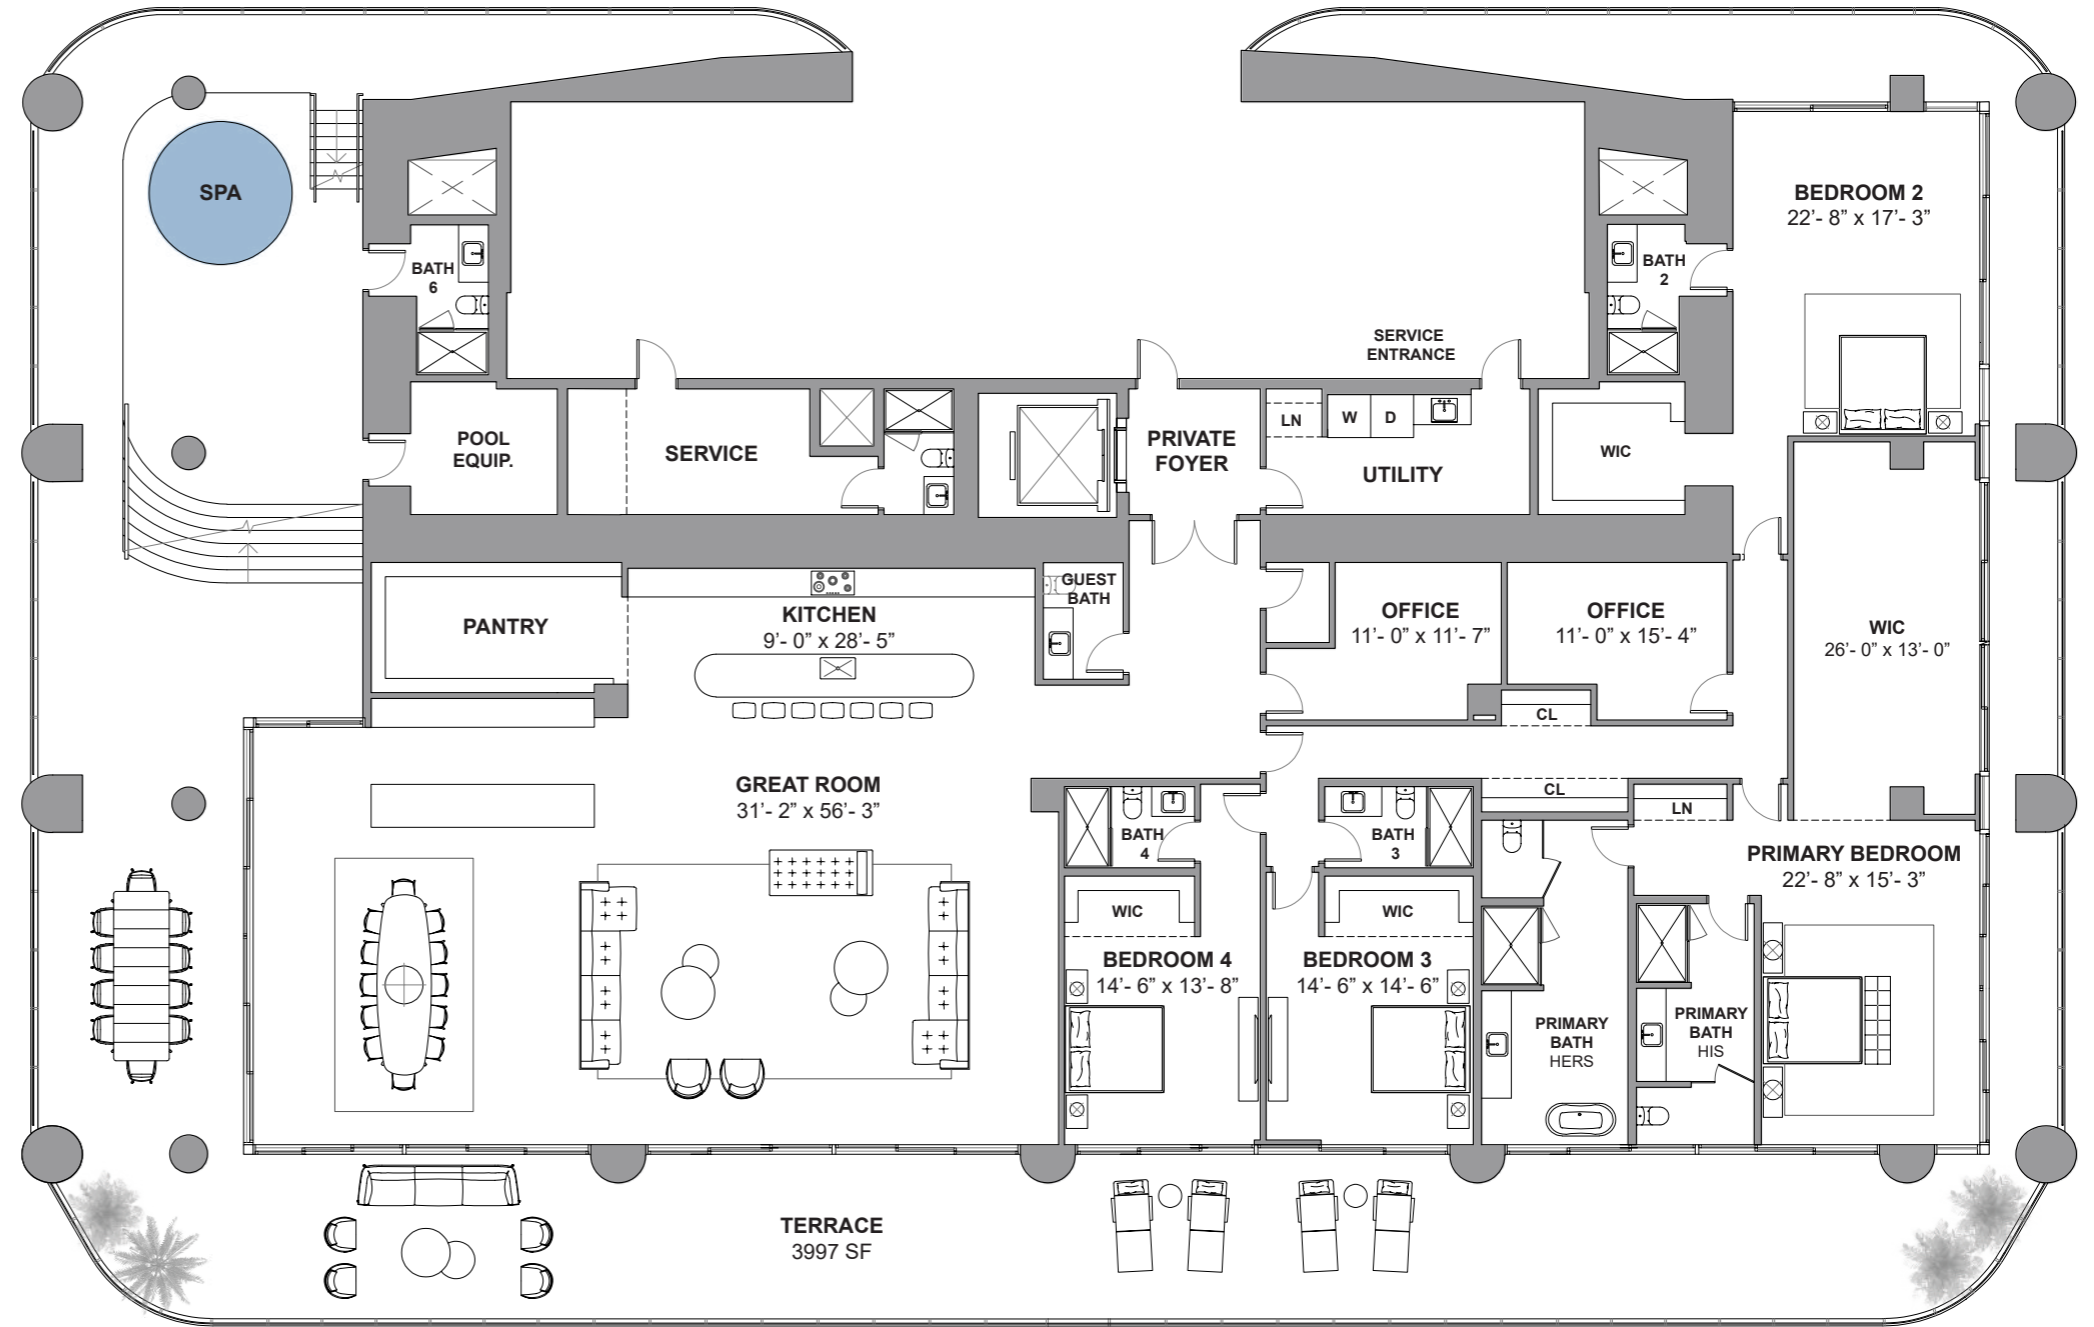 SPA
BEDROOM 2
22’- 8” x 17’- 3”
BATH
6
BATH
2
SERVICE
ENTRANCE
POOL
EQUIP.
SERVICE
PRIVATE
FOYER
LN
W
D
UTILITY
WIC
PANTRY
KITCHEN
9’- 0” x 28’- 5”
GUEST
BATH
OFFICE
11’- 0” x 11’- 7”
OFFICE
11’- 0” x 15’- 4”
WIC
26’- 0” x 13’- 0”
CL
GREAT ROOM
31’- 2” x 56’- 3”
CL
LN
BATH
4
BATH
3
PRIMARY BEDROOM
22’- 8” x 15’- 3”
WIC
WIC
BEDROOM 4
14’- 6” x 13’- 8”
BEDROOM 3
14’- 6” x 14’- 6”
PRIMARY
BATH
HERS
PRIMARY
BATH
HIS
TERRACE
3997 SF